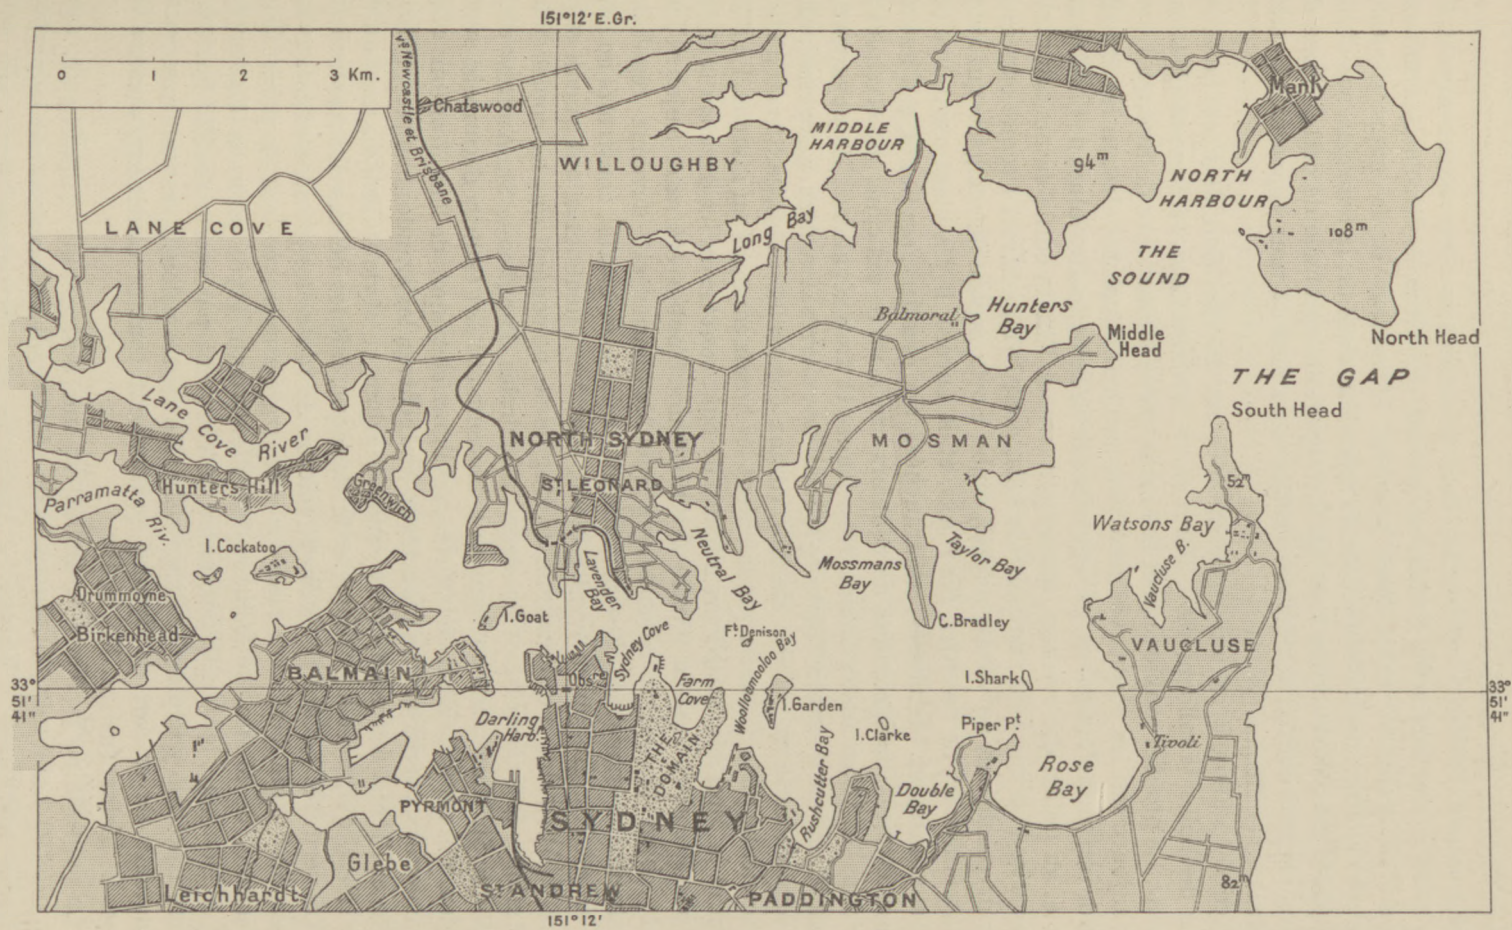 151°12' E.Gr.
0 1 2 3 Km.
vs Newcastle et Brisbane
Chatswood
Manly
MIDDLE
HARBOUR
WILLOUGHBY
94m
NORTH
HARBOUR
LANE COVE
Long Bay
108m
THE
SOUND
Balmoral
Hunters
Bay
Middle
Head
North Head
THE GAP
South Head
Lane Cove River
NORTH SYDNEY
MOSMAN
Hunters Hill
Greenwich
St LEONARD
52
Parramatta Riv.
Watsons Bay
I. Cockatoo
Lavender
Bay
Neutral Bay
Mossmans
Bay
Taylor Bay
Vaucluse B.
Drummoyne
I. Goat
Ft Denison
C. Bradley
Birkenhead
Sydney Cove
VAUCLUSE
BALMAIN
Obs.re
Farm
Cove
Woolloomooloo Bay
I. Shark
33°
51'
41"
33°
51'
41"
I. Garden
Darling
Harb.
I. Clarke
Piper Pt
Tivoli
THE
DOMAIN
Rushcutter Bay
Rose
Bay
Double
Bay
PYRMONT
SYDNEY
Glebe
82m
Leichhardt
St ANDREW
PADDINGTON
151°12'